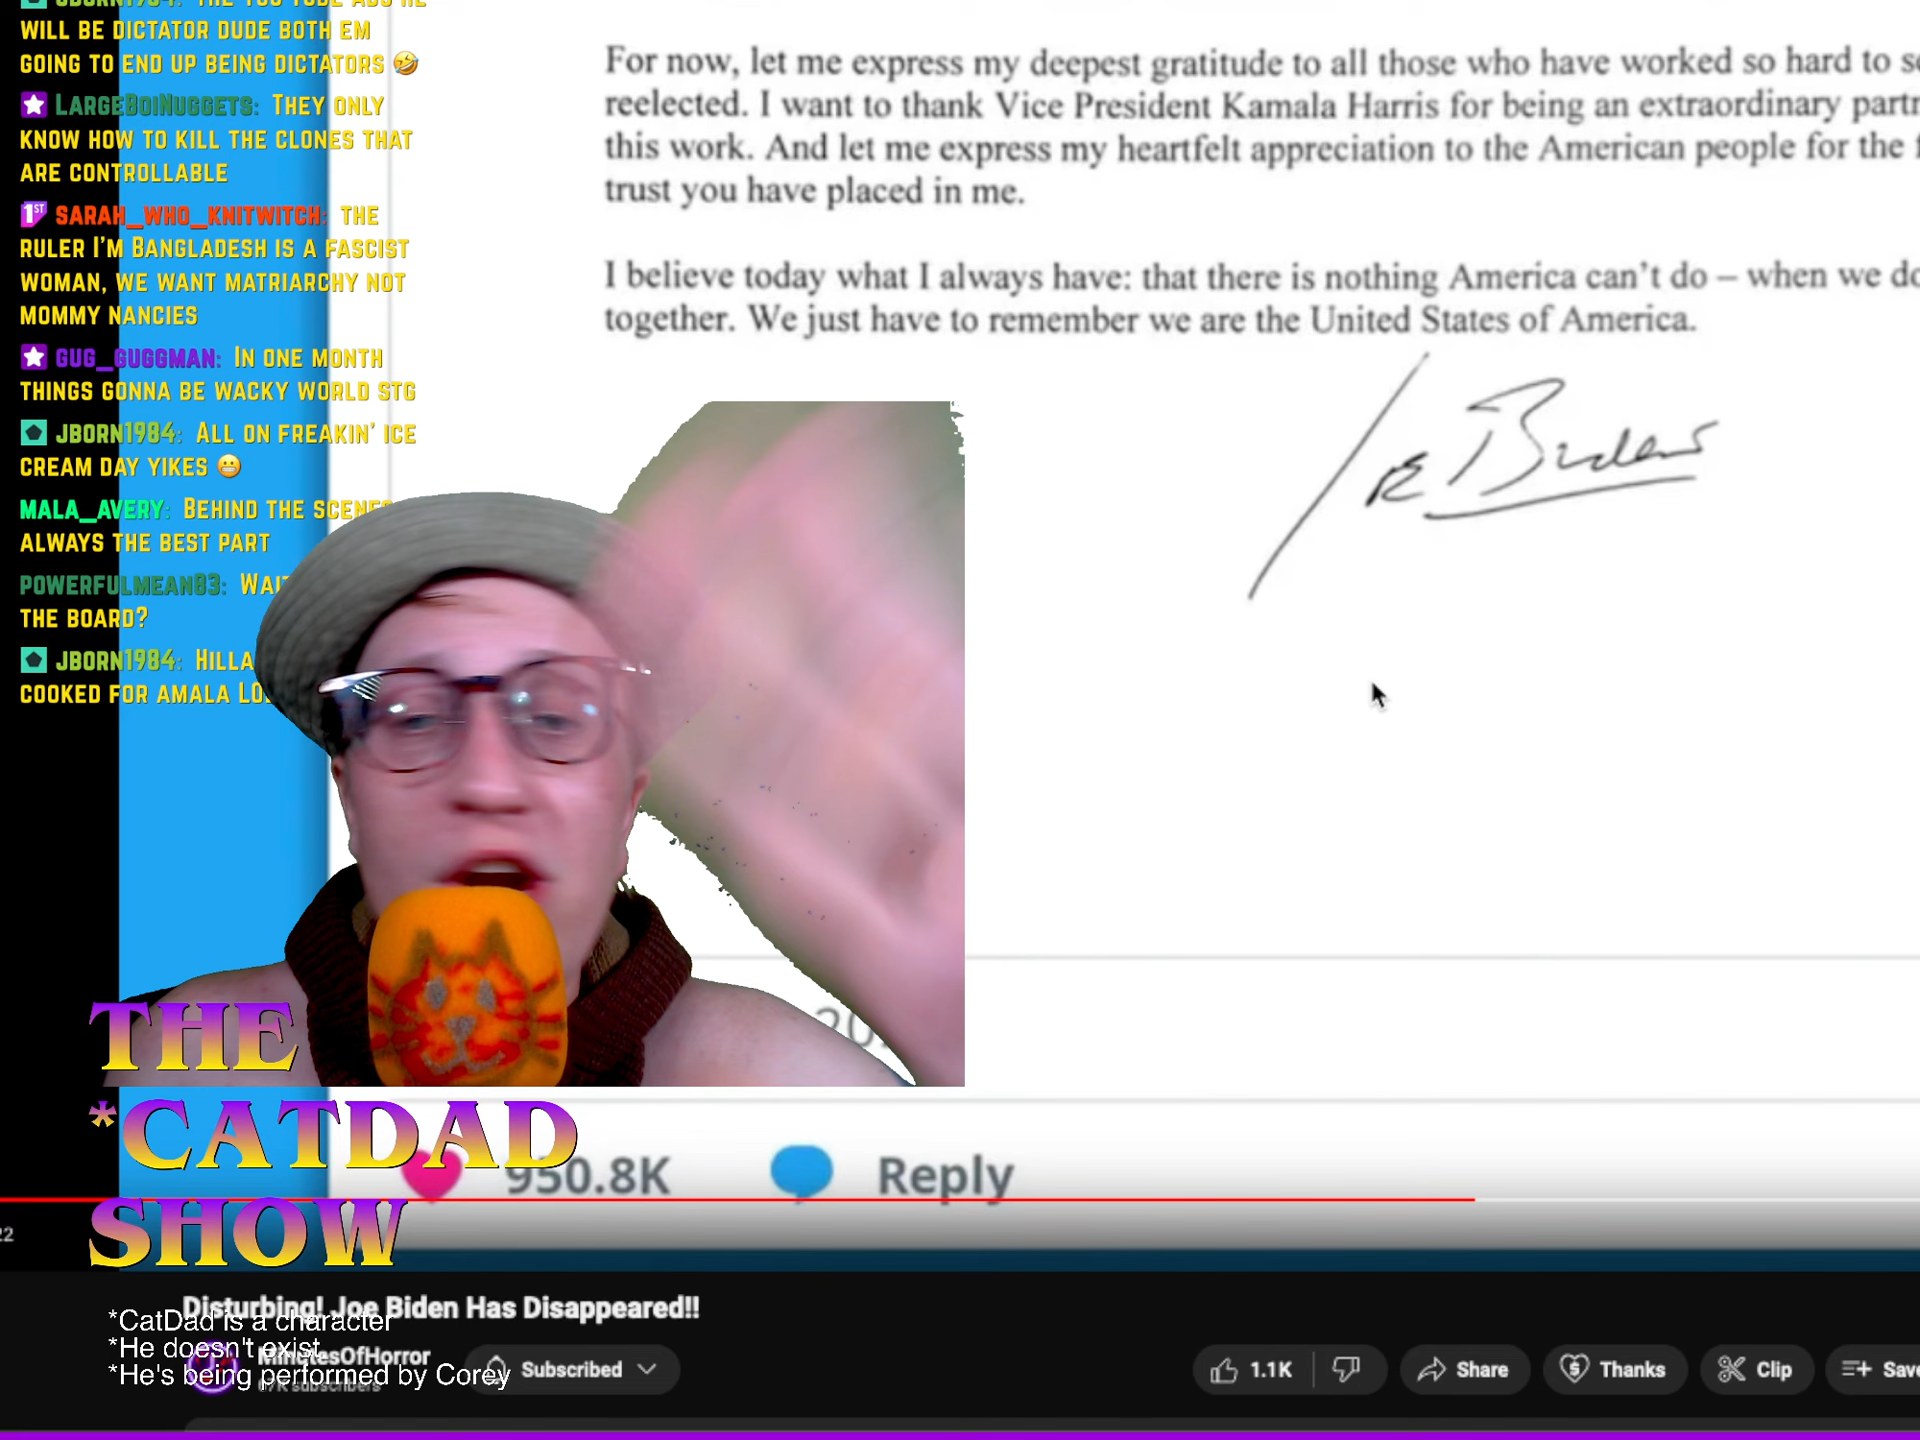 WILL BE DICTATOR DUDE BOTH EM
GOING TO END UP BEING DICTATORS 🤣
LARGEBOINUGGETS: THEY ONLY
KNOW HOW TO KILL THE CLONES THAT
ARE CONTROLLABLE
1ST SARAH_WHO_KNITWITCH: THE
RULER I'M BANGLADESH IS A FASCIST
WOMAN, WE WANT MATRIARCHY NOT
MOMMY NANCIES
GUG_GUGGMAN: IN ONE MONTH
THINGS GONNA BE WACKY WORLD STG
JBORN1984: ALL ON FREAKIN' ICE
CREAM DAY YIKES 😬
MALA_AVERY: BEHIND THE SCENES
ALWAYS THE BEST PART
POWERFULMEAN83:
THE BOARD?
JBORN1984:
COOKED FOR AMALA
For now, let me express my deepest gratitude to all those who have worked so hard to
reelected. I want to thank Vice President Kamala Harris for being an extraordinary
this work. And let me express my heartfelt appreciation to the American people for the
trust you have placed in me.
I believe today what I always have: that there is nothing America can't do – when we
together. We just have to remember we are the United States of America.
Joe Biden
THE
*CATDAD
SHOW
950.8K Reply
22
Disturbing! Joe Biden Has Disappeared!!
*CatDad is a character
*He doesn't exist
MinutesOfHorror
*He's being performed by Corey
subscribers
Subscribed
1.1K Share Thanks Clip Save